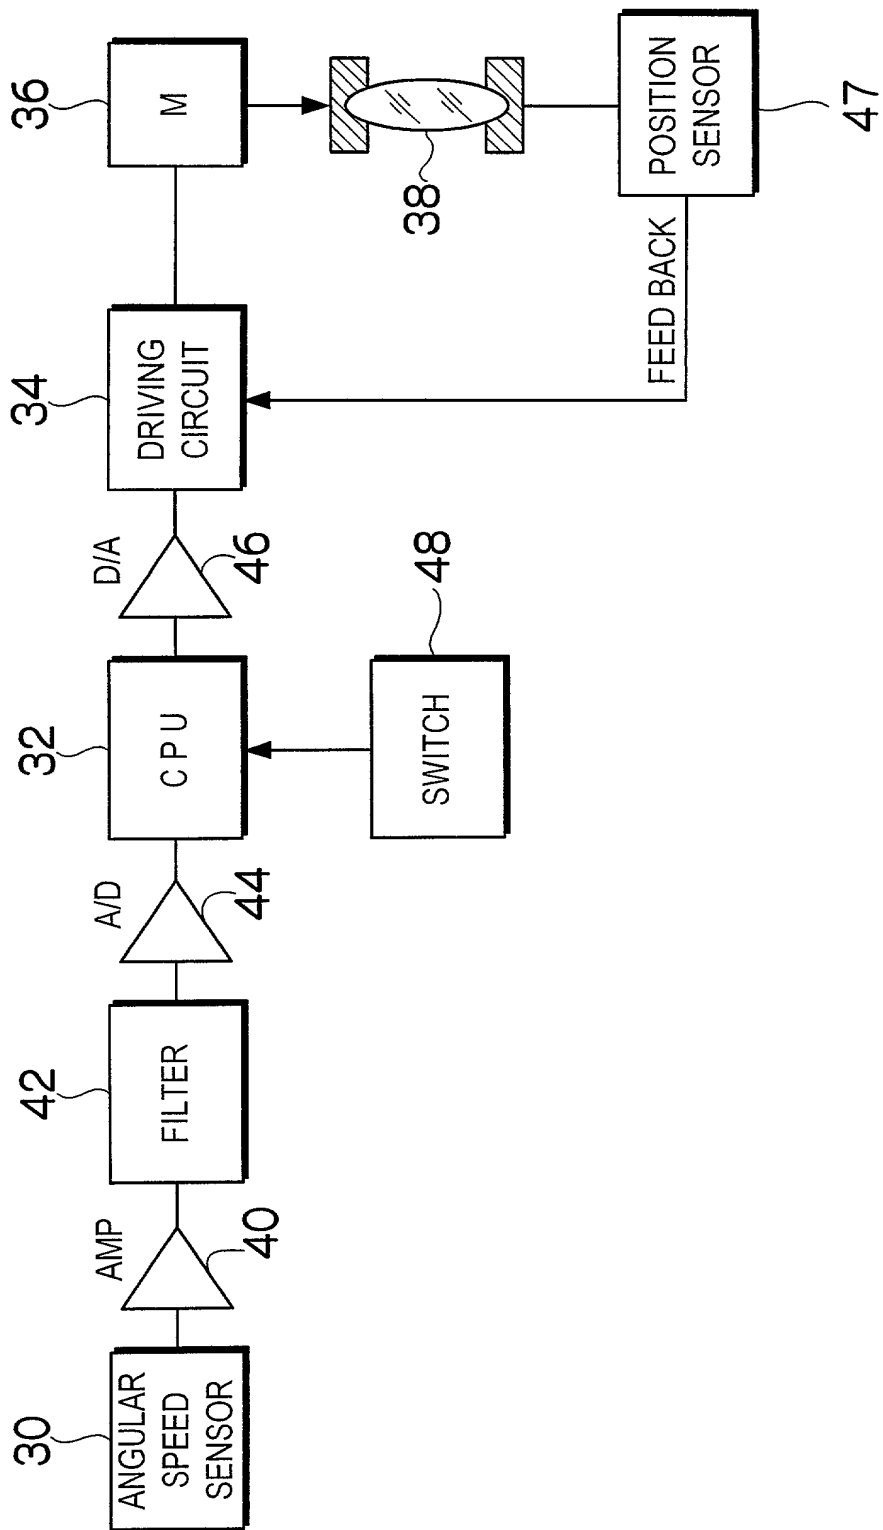 30
ANGULAR
SPEED
SENSOR
AMP
40
42
FILTER
A/D
44
32
C P U
48
SWITCH
D/A
46
34
DRIVING
CIRCUIT
36
M
38
FEED BACK
POSITION
SENSOR
47